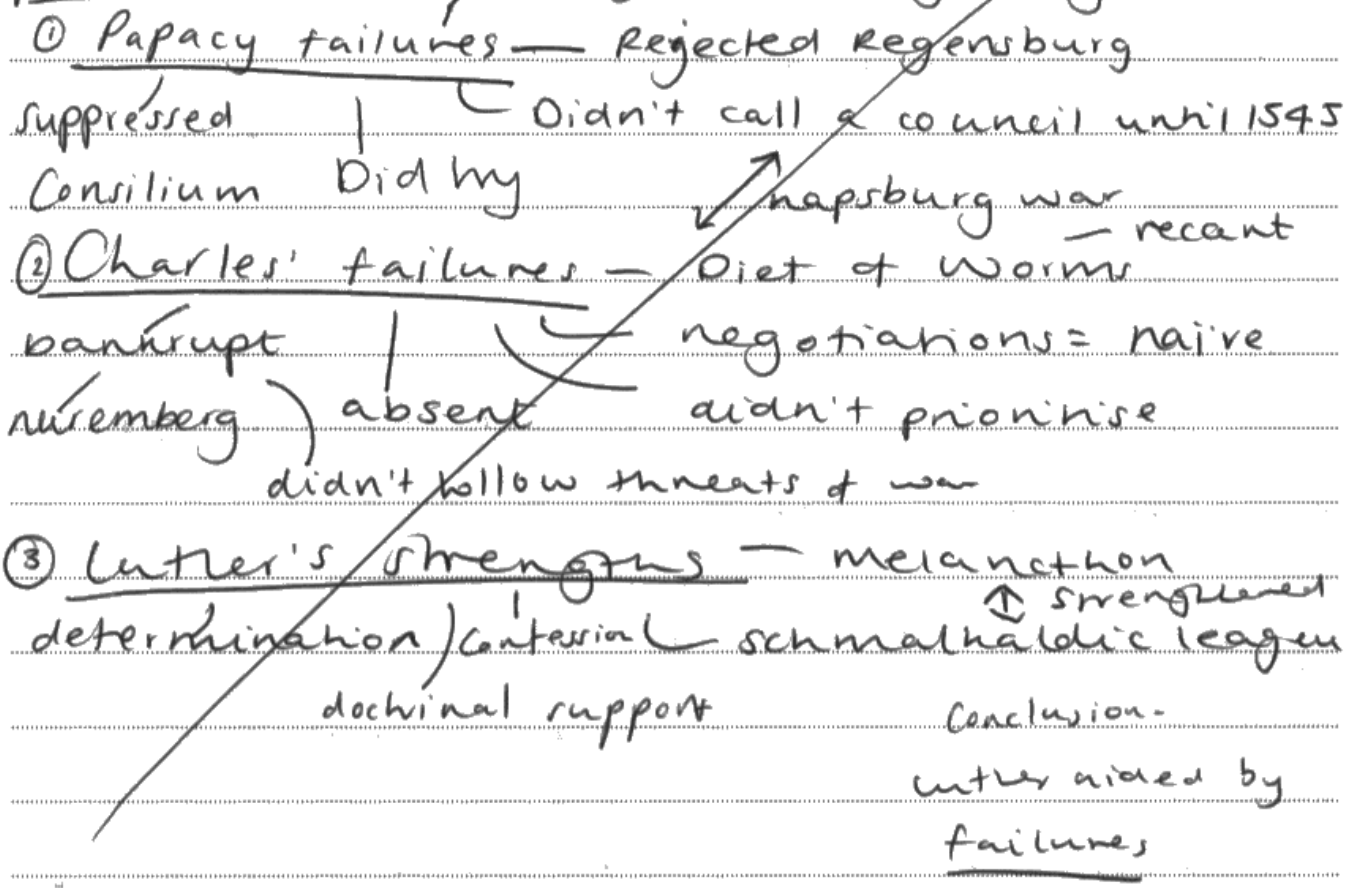 ① Papacy failures — Rejected Regensburg
suppressed Didn't call a council until 1545
Consilium Did try Hapsburg war
— recant
② Charles' failures — Diet of Worms
bankrupt negotiations = naive
nuremberg absent didn't prioritise
didn't follow threats of war
③ Luther's strengths — melancthon
↑ strengthened
determination confession schmalhaldic league
doctrinal support Conclusion -
luther aided by
failures